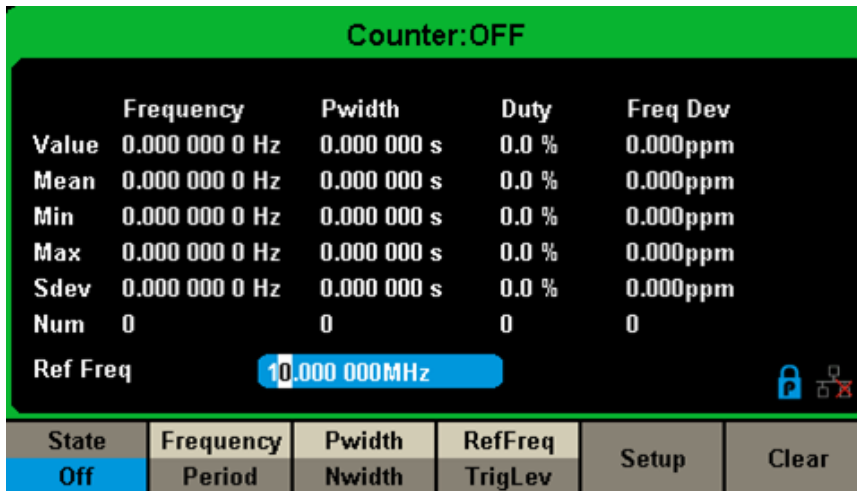 Counter:OFF
Frequency Pwidth Duty Freq Dev
Value 0.000 000 0 Hz 0.000 000 s 0.0 % 0.000ppm
Mean 0.000 000 0 Hz 0.000 000 s 0.0 % 0.000ppm
Min 0.000 000 0 Hz 0.000 000 s 0.0 % 0.000ppm
Max 0.000 000 0 Hz 0.000 000 s 0.0 % 0.000ppm
Sdev 0.000 000 0 Hz 0.000 000 s 0.0 % 0.000ppm
Num 0 0 0 0
Ref Freq 10.000 000MHz
P
State Frequency Pwidth RefFreq Setup Clear
Off Period Nwidth TrigLev